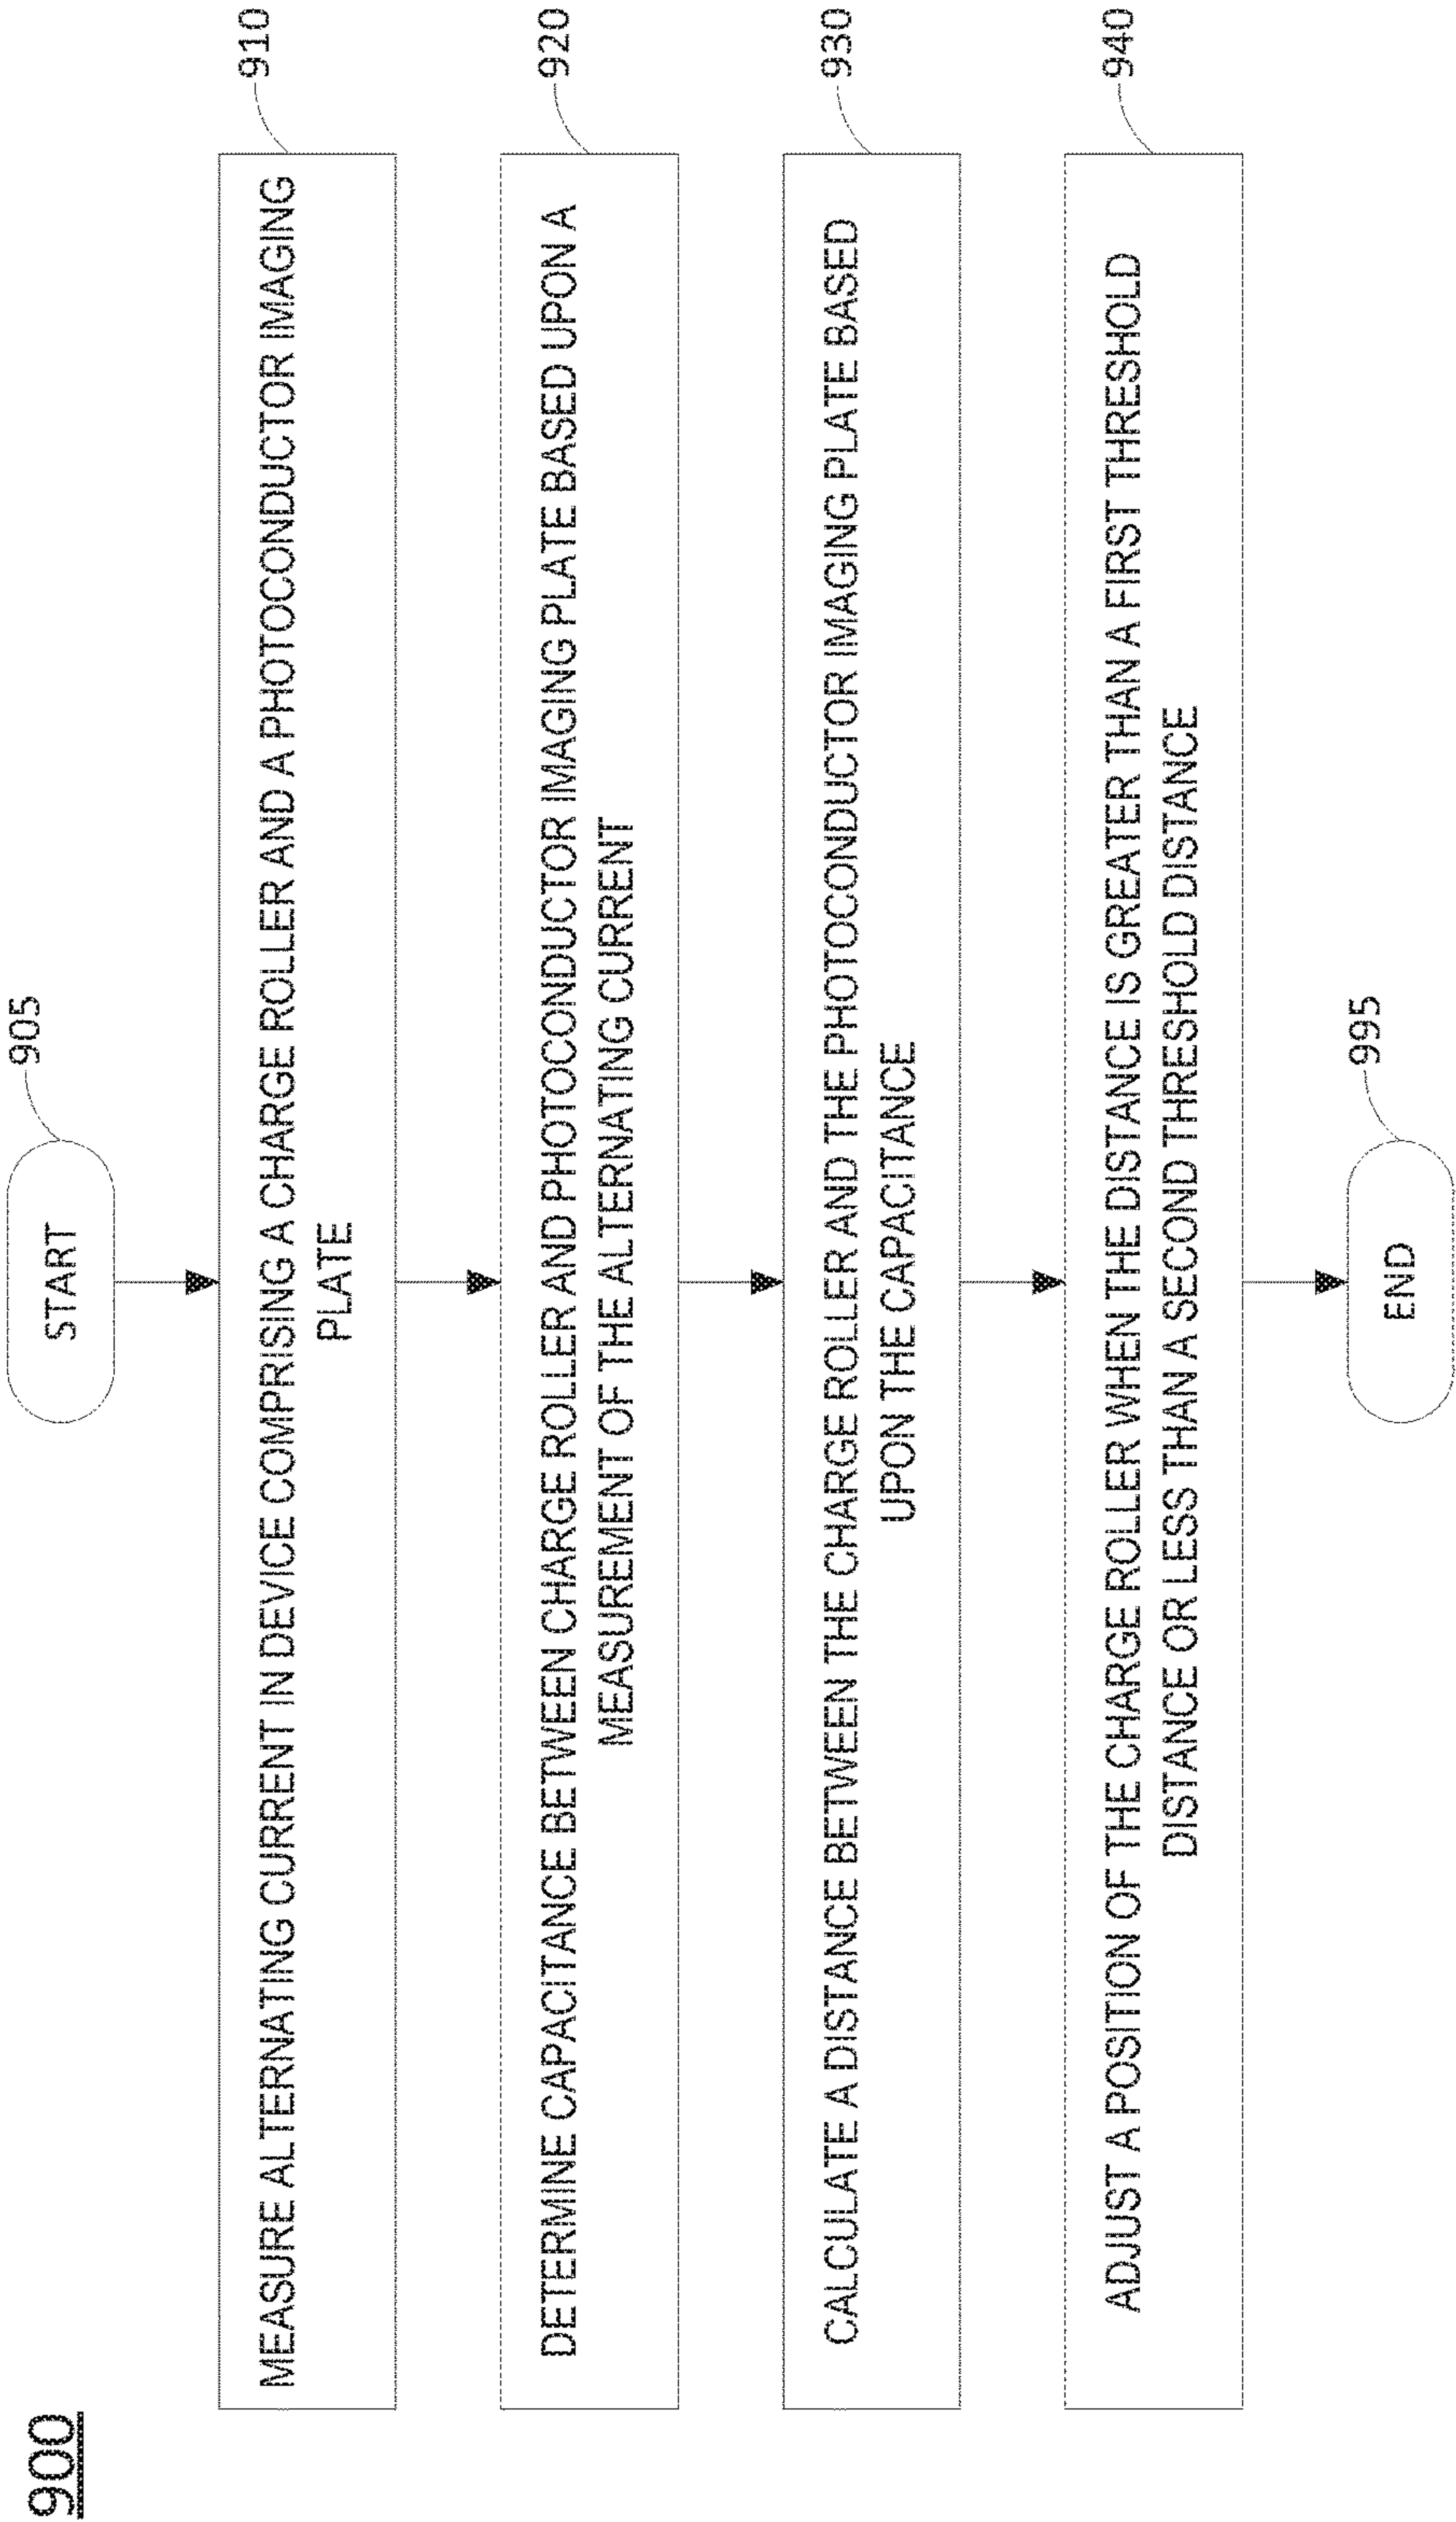 900
START
905
MEASURE ALTERNATING CURRENT IN DEVICE COMPRISING A CHARGE ROLLER AND A PHOTOCONDUCTOR IMAGING
PLATE
910
DETERMINE CAPACITANCE BETWEEN CHARGE ROLLER AND PHOTOCONDUCTOR IMAGING PLATE BASED UPON A
MEASUREMENT OF THE ALTERNATING CURRENT
920
CALCULATE A DISTANCE BETWEEN THE CHARGE ROLLER AND THE PHOTOCONDUCTOR IMAGING PLATE BASED
UPON THE CAPACITANCE
930
ADJUST A POSITION OF THE CHARGE ROLLER WHEN THE DISTANCE IS GREATER THAN A FIRST THRESHOLD
DISTANCE OR LESS THAN A SECOND THRESHOLD DISTANCE
940
END
995